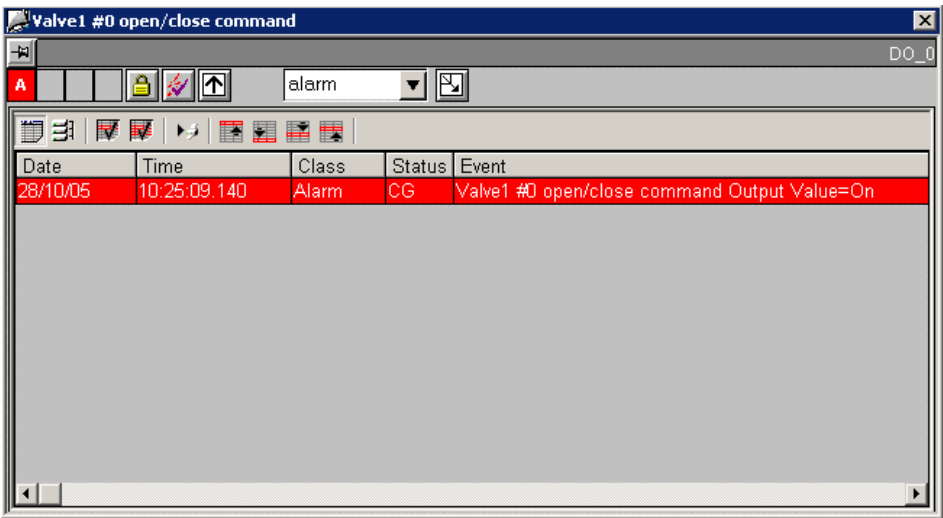 Valve1 #0 open/close command
DO_0
A alarm
Date Time Class Status Event
28/10/05 10:25:09.140 Alarm CG Valve1 #0 open/close command Output Value=On